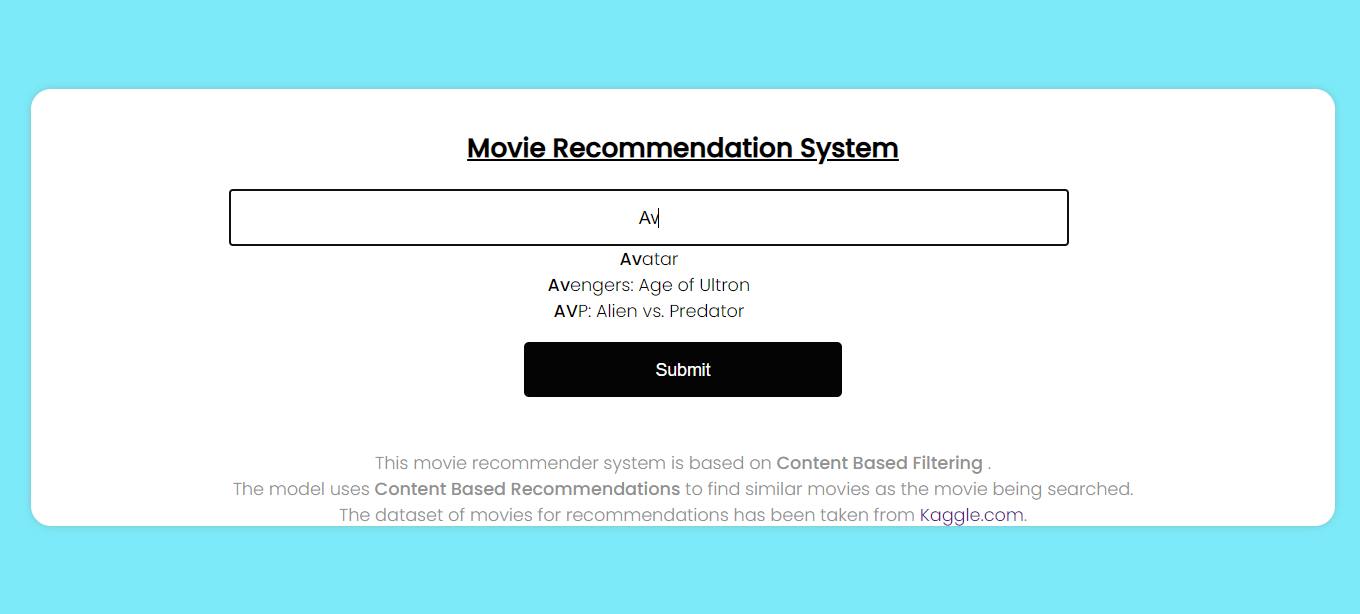 Movie Recommendation System
Av
Avatar
Avengers: Age of Ultron
AVP: Alien vs. Predator
Submit
This movie recommender system is based on Content Based Filtering .
The model uses Content Based Recommendations to find similar movies as the movie being searched.
The dataset of movies for recommendations has been taken from Kaggle.com.